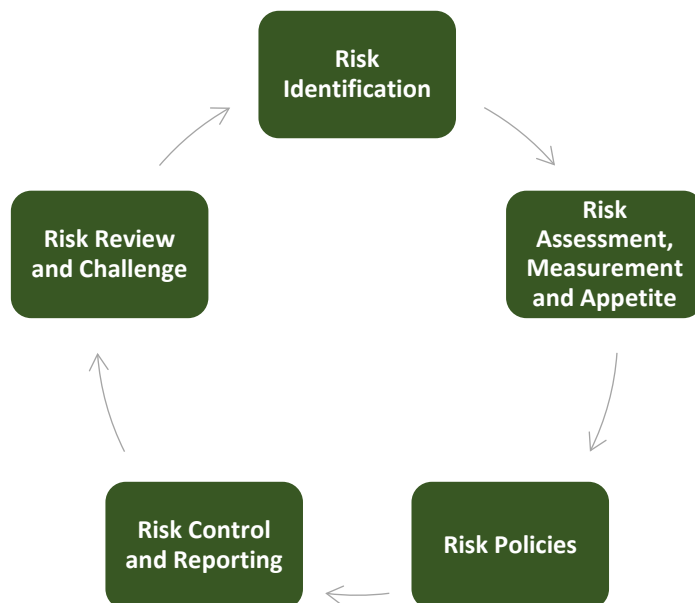 Risk
Identification
Risk
Assessment,
Measurement
and Appetite
Risk Policies
Risk Control
and Reporting
Risk Review
and Challenge